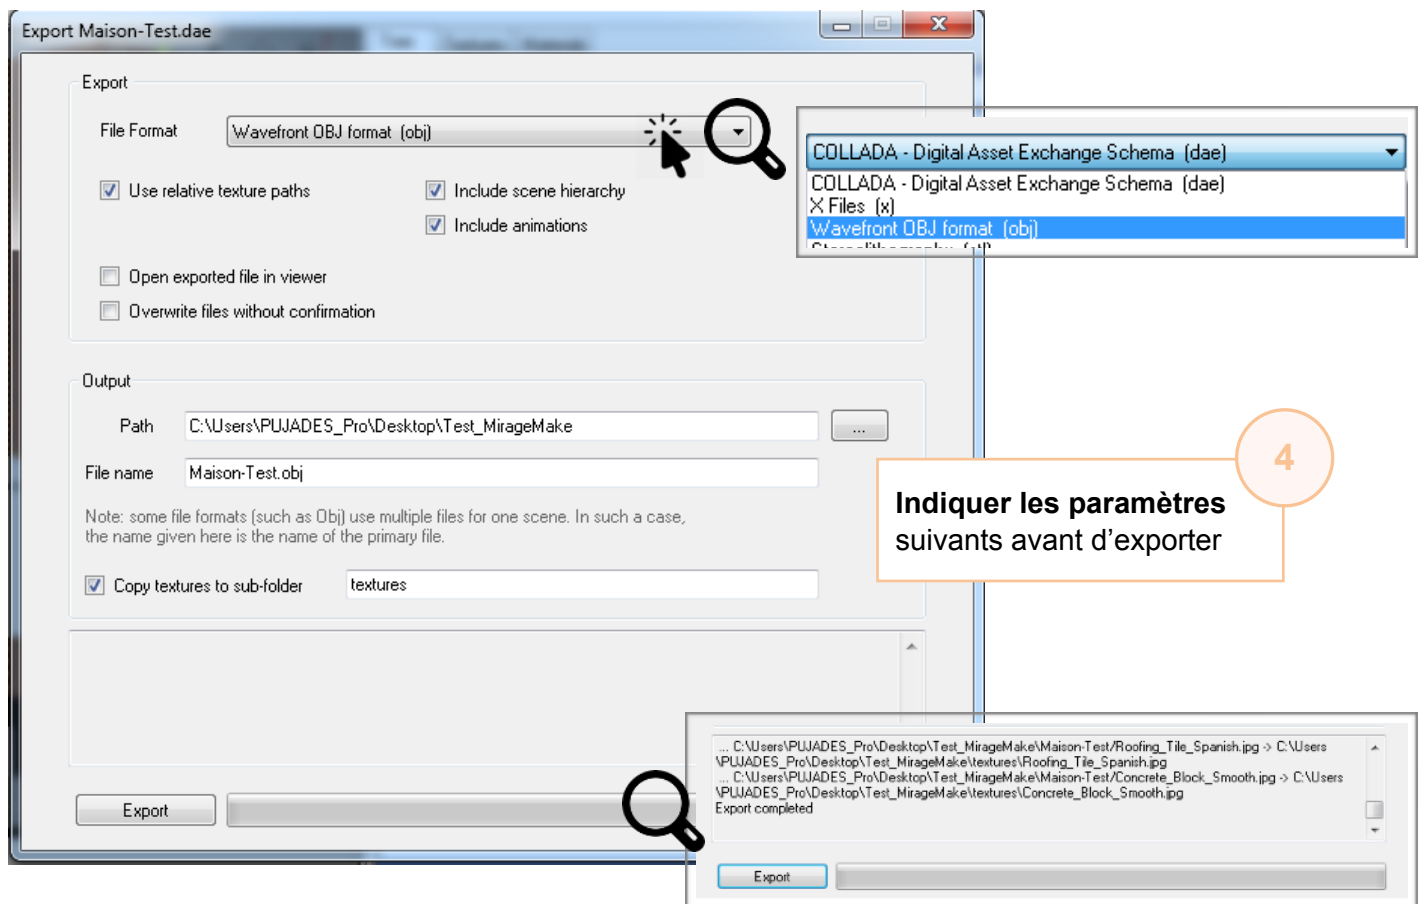 Export Maison-Test.dae
Export
File Format
Wavefront OBJ format (obj)
COLLADA - Digital Asset Exchange Schema (dae)
COLLADA - Digital Asset Exchange Schema (dae)
X Files (x)
Wavefront OBJ format (obj)
Use relative texture paths
Include scene hierarchy
Include animations
Open exported file in viewer
Overwrite files without confirmation
Output
Path
C:\Users\PUJADES_Pro\Desktop\Test_MirageMake
...
File name
Maison-Test.obj
Note: some file formats (such as Obj) use multiple files for one scene. In such a case,
the name given here is the name of the primary file.
Copy textures to sub-folder
textures
4
Indiquer les paramètres
suivants avant d’exporter
... C:\Users\PUJADES_Pro\Desktop\Test_MirageMake\Maison-Test/Roofing_Tile_Spanish.jpg -> C:\Users
\PUJADES_Pro\Desktop\Test_MirageMake\textures\Roofing_Tile_Spanish.jpg
... C:\Users\PUJADES_Pro\Desktop\Test_MirageMake\Maison-Test/Concrete_Block_Smooth.jpg -> C:\Users
\PUJADES_Pro\Desktop\Test_MirageMake\textures\Concrete_Block_Smooth.jpg
Export completed
Export
Export